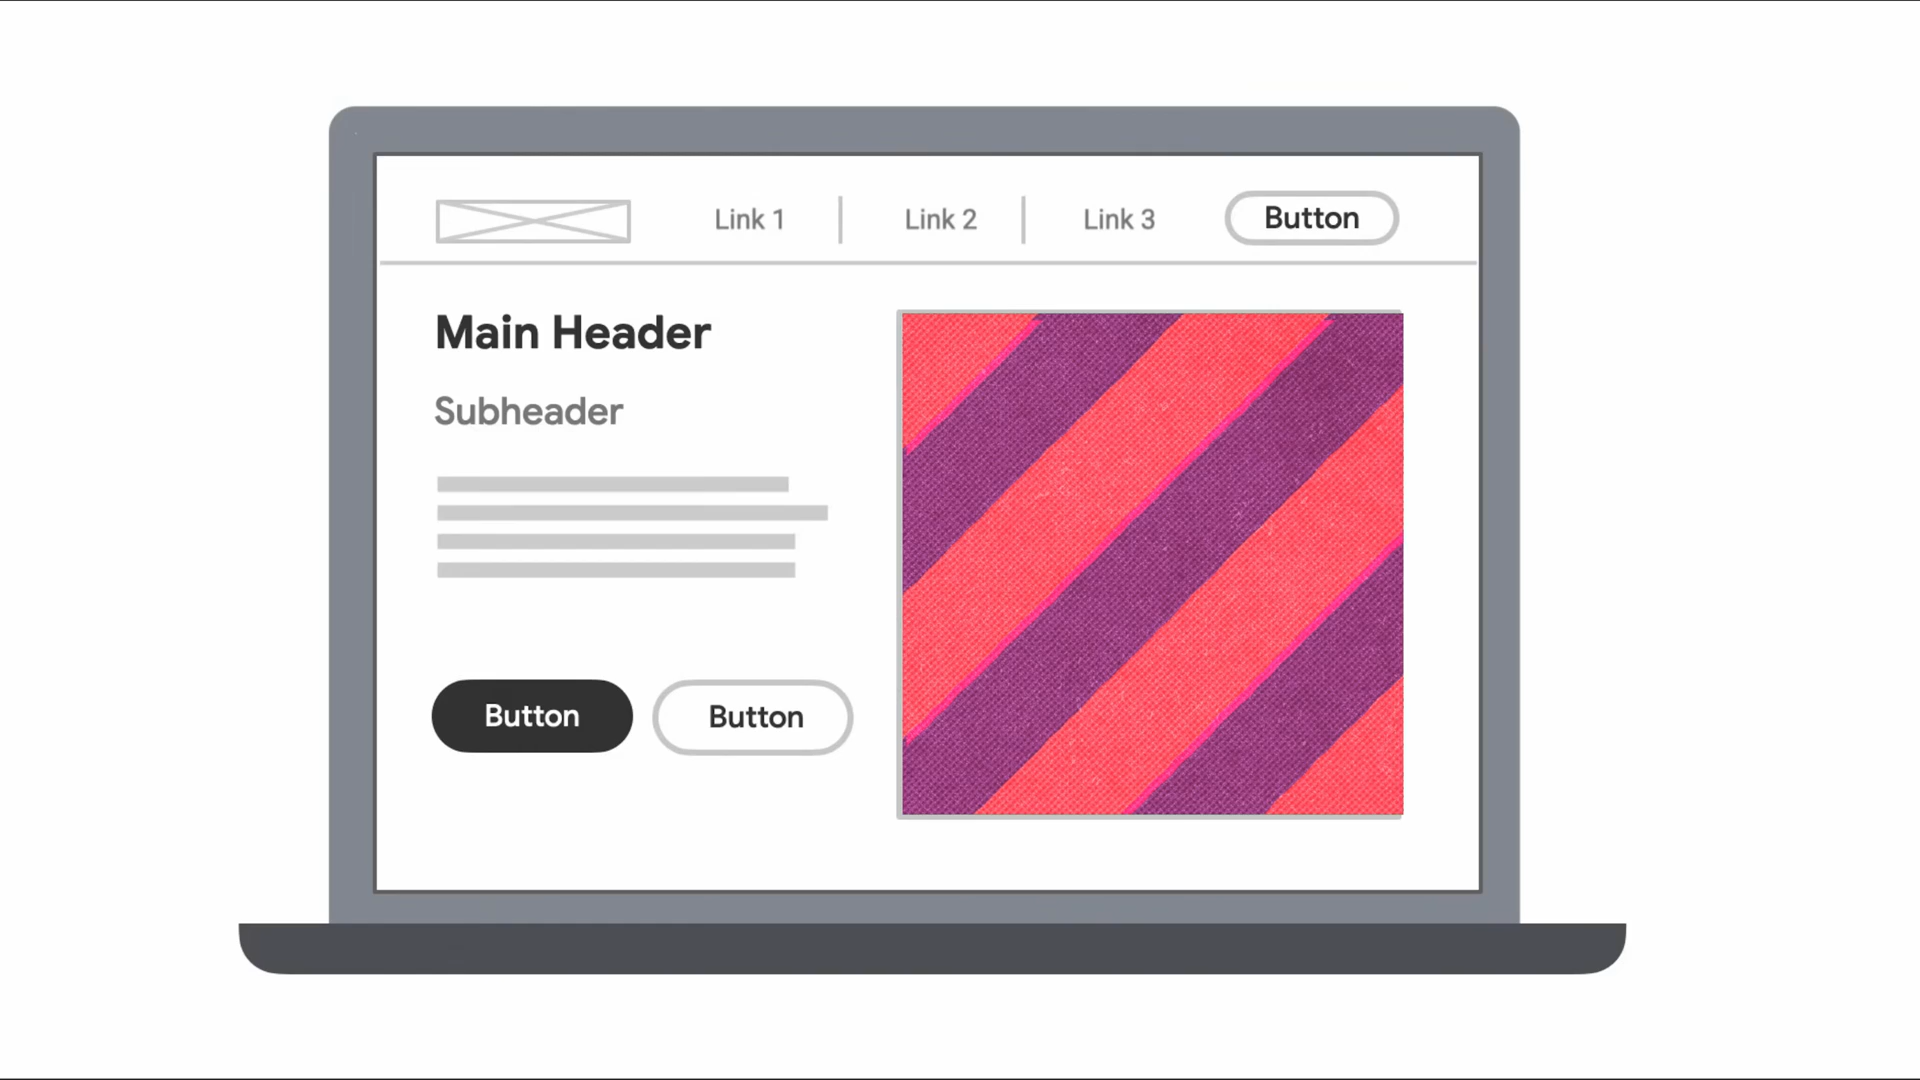 Link 1
Link 2
Link 3
Button
Main Header
Subheader
Button
Button